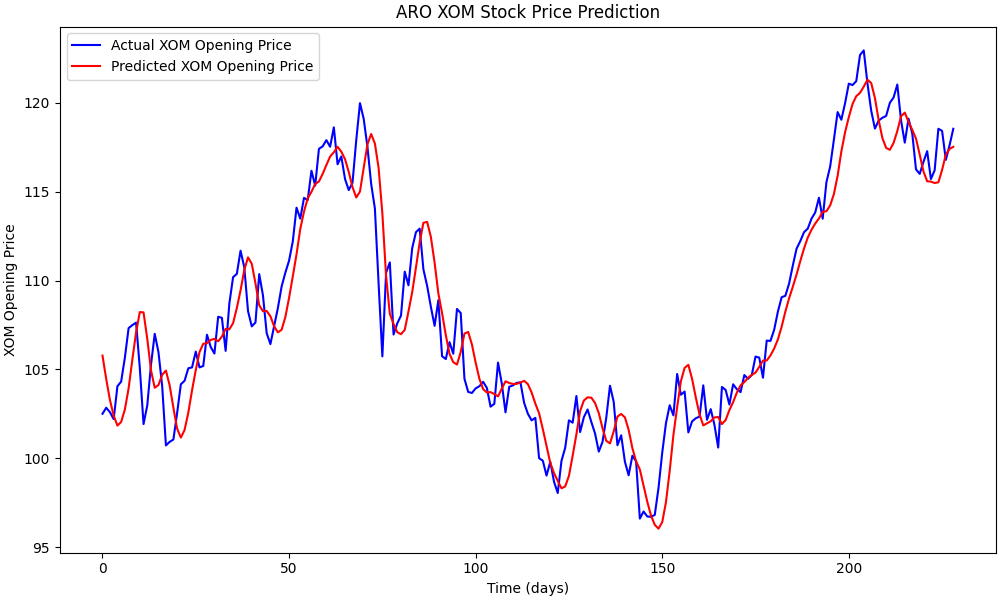 ARO XOM Stock Price Prediction
Actual XOM Opening Price
Predicted XOM Opening Price
XOM Opening Price
120
115
110
105
100
95
0 50 100 150 200
Time (days)